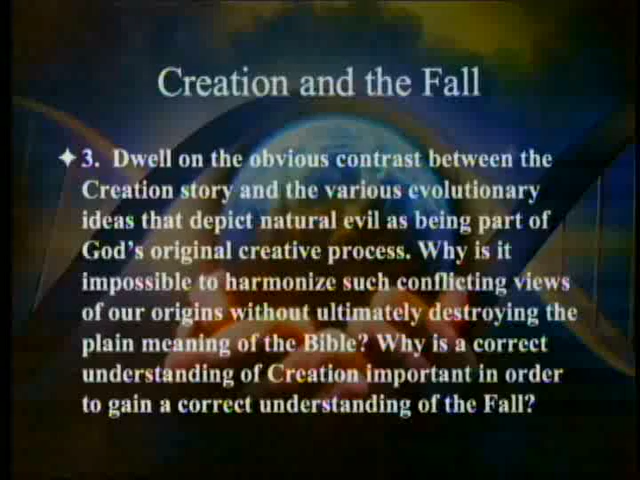 Creation and the Fall
✦ 3. Dwell on the obvious contrast between the
Creation story and the various evolutionary
ideas that depict natural evil as being part of
God's original creative process. Why is it
impossible to harmonize such conflicting views
of our origins without ultimately destroying the
plain meaning of the Bible? Why is a correct
understanding of Creation important in order
to gain a correct understanding of the Fall?